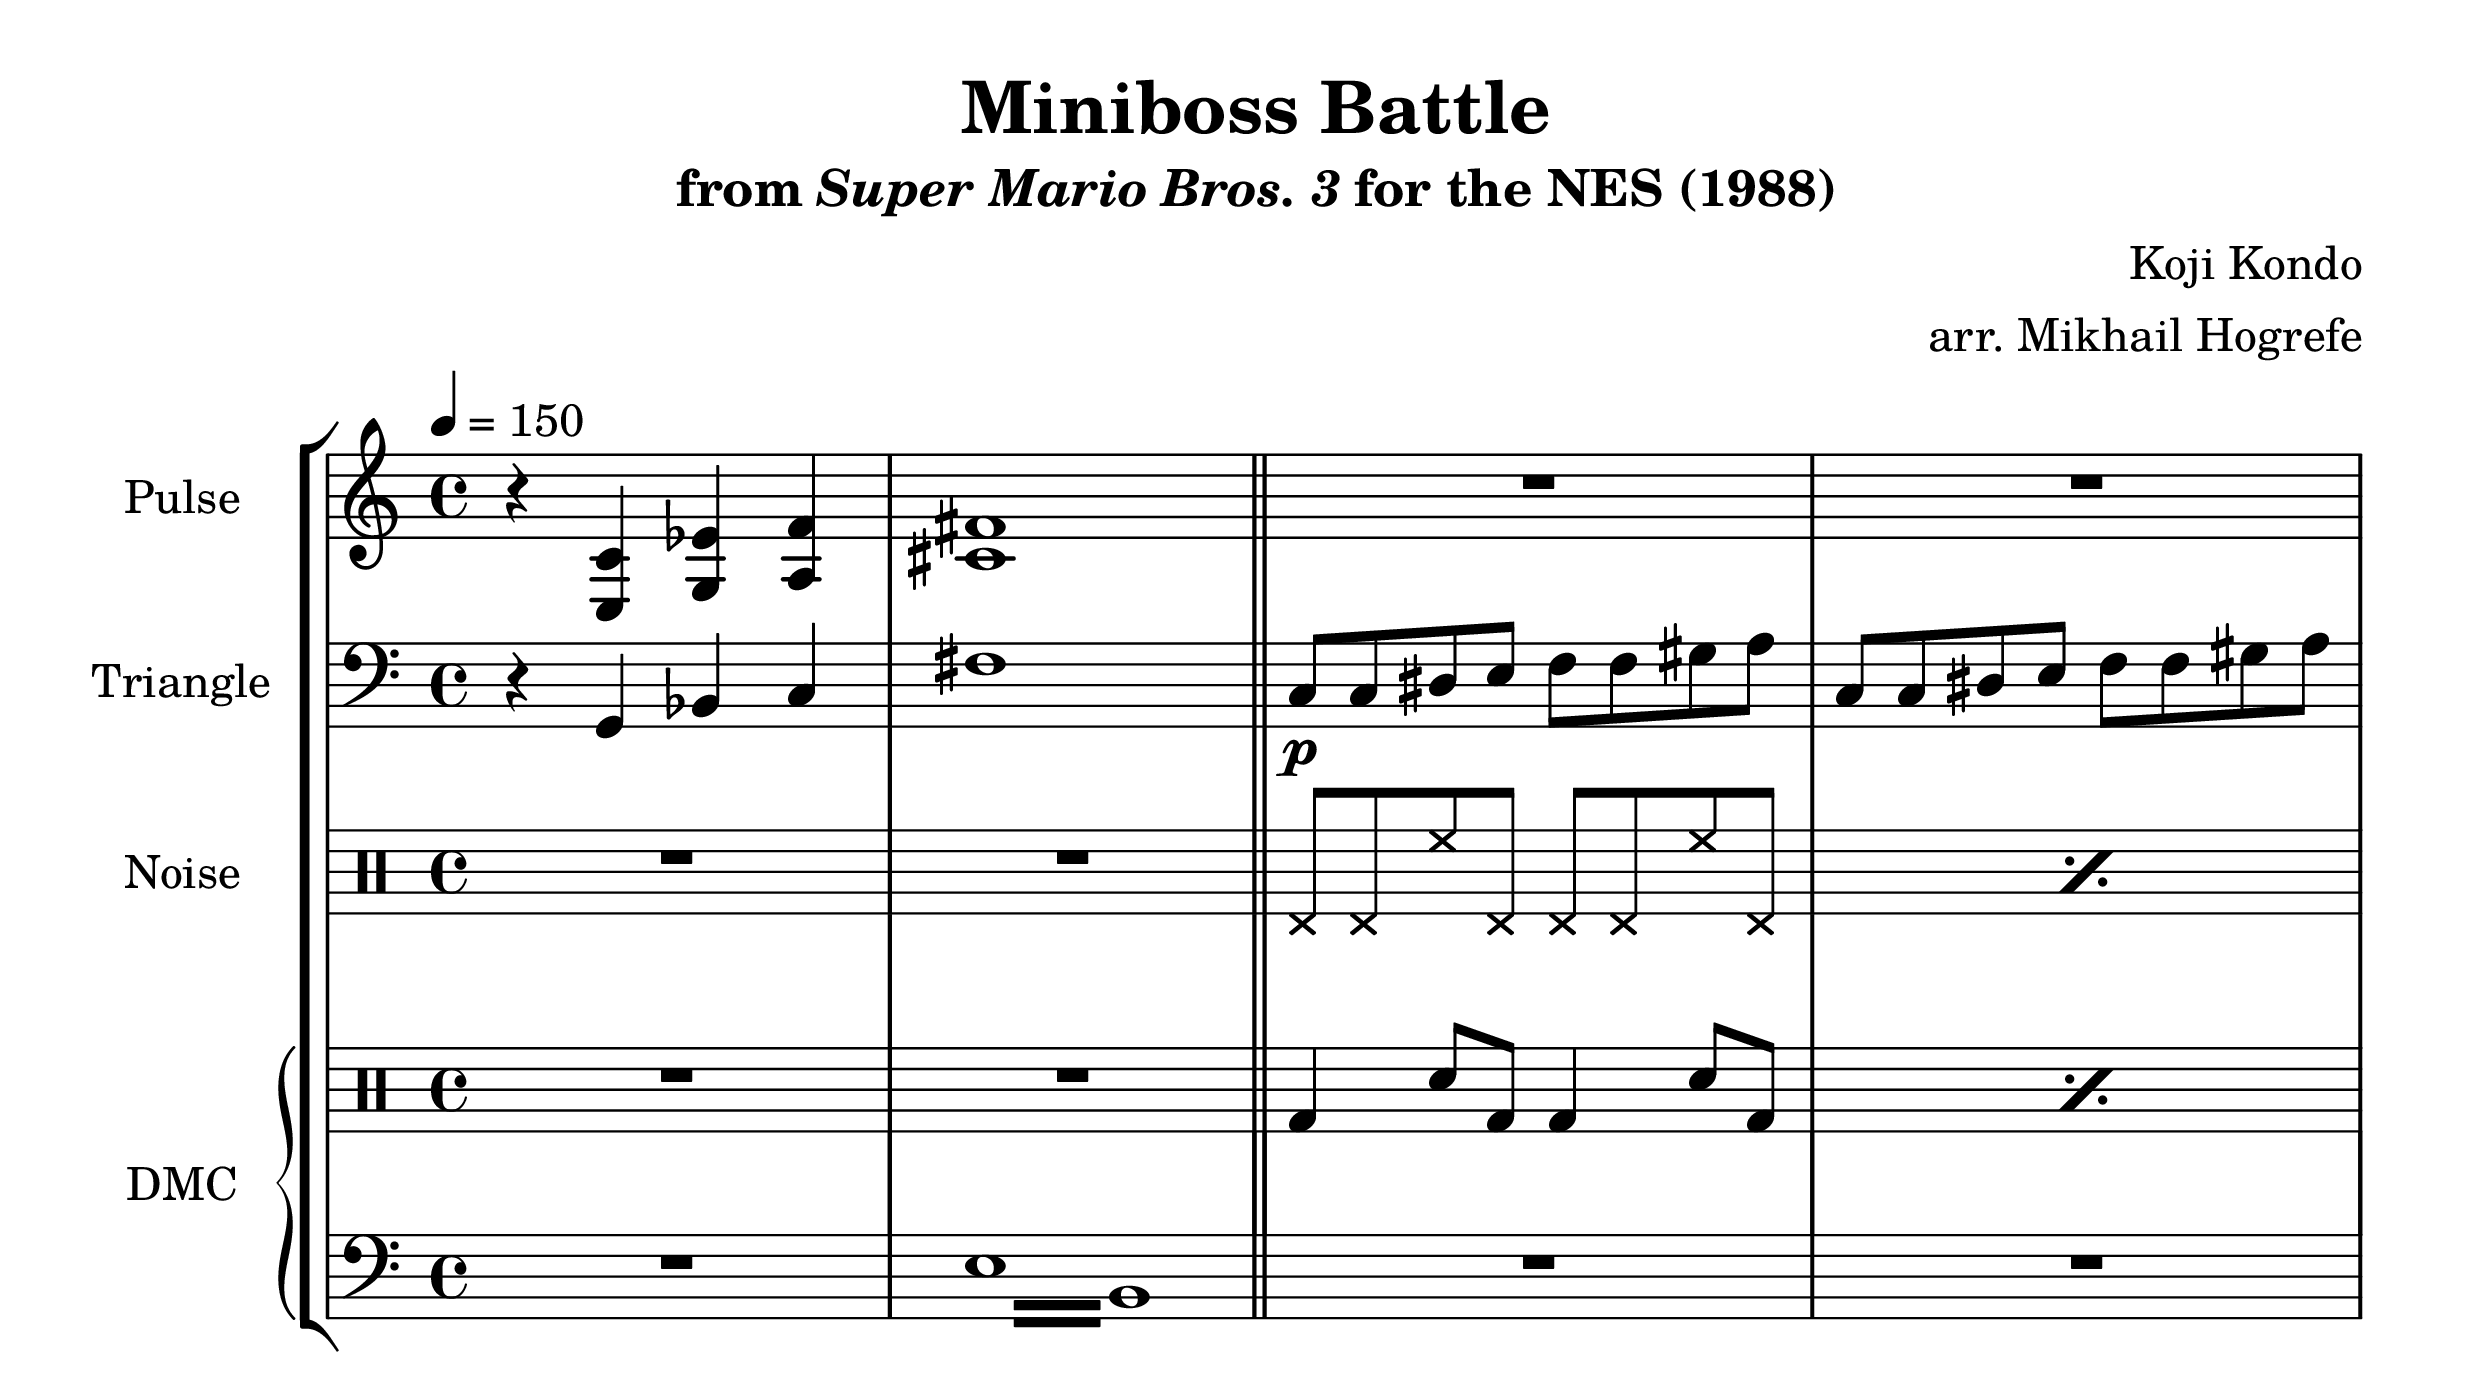 Miniboss Battle
from Super Mario Bros. 3 for the NES (1988)
Koji Kondo
arr. Mikhail Hogrefe
= 150
Pulse
Triangle
p
Noise
DMC